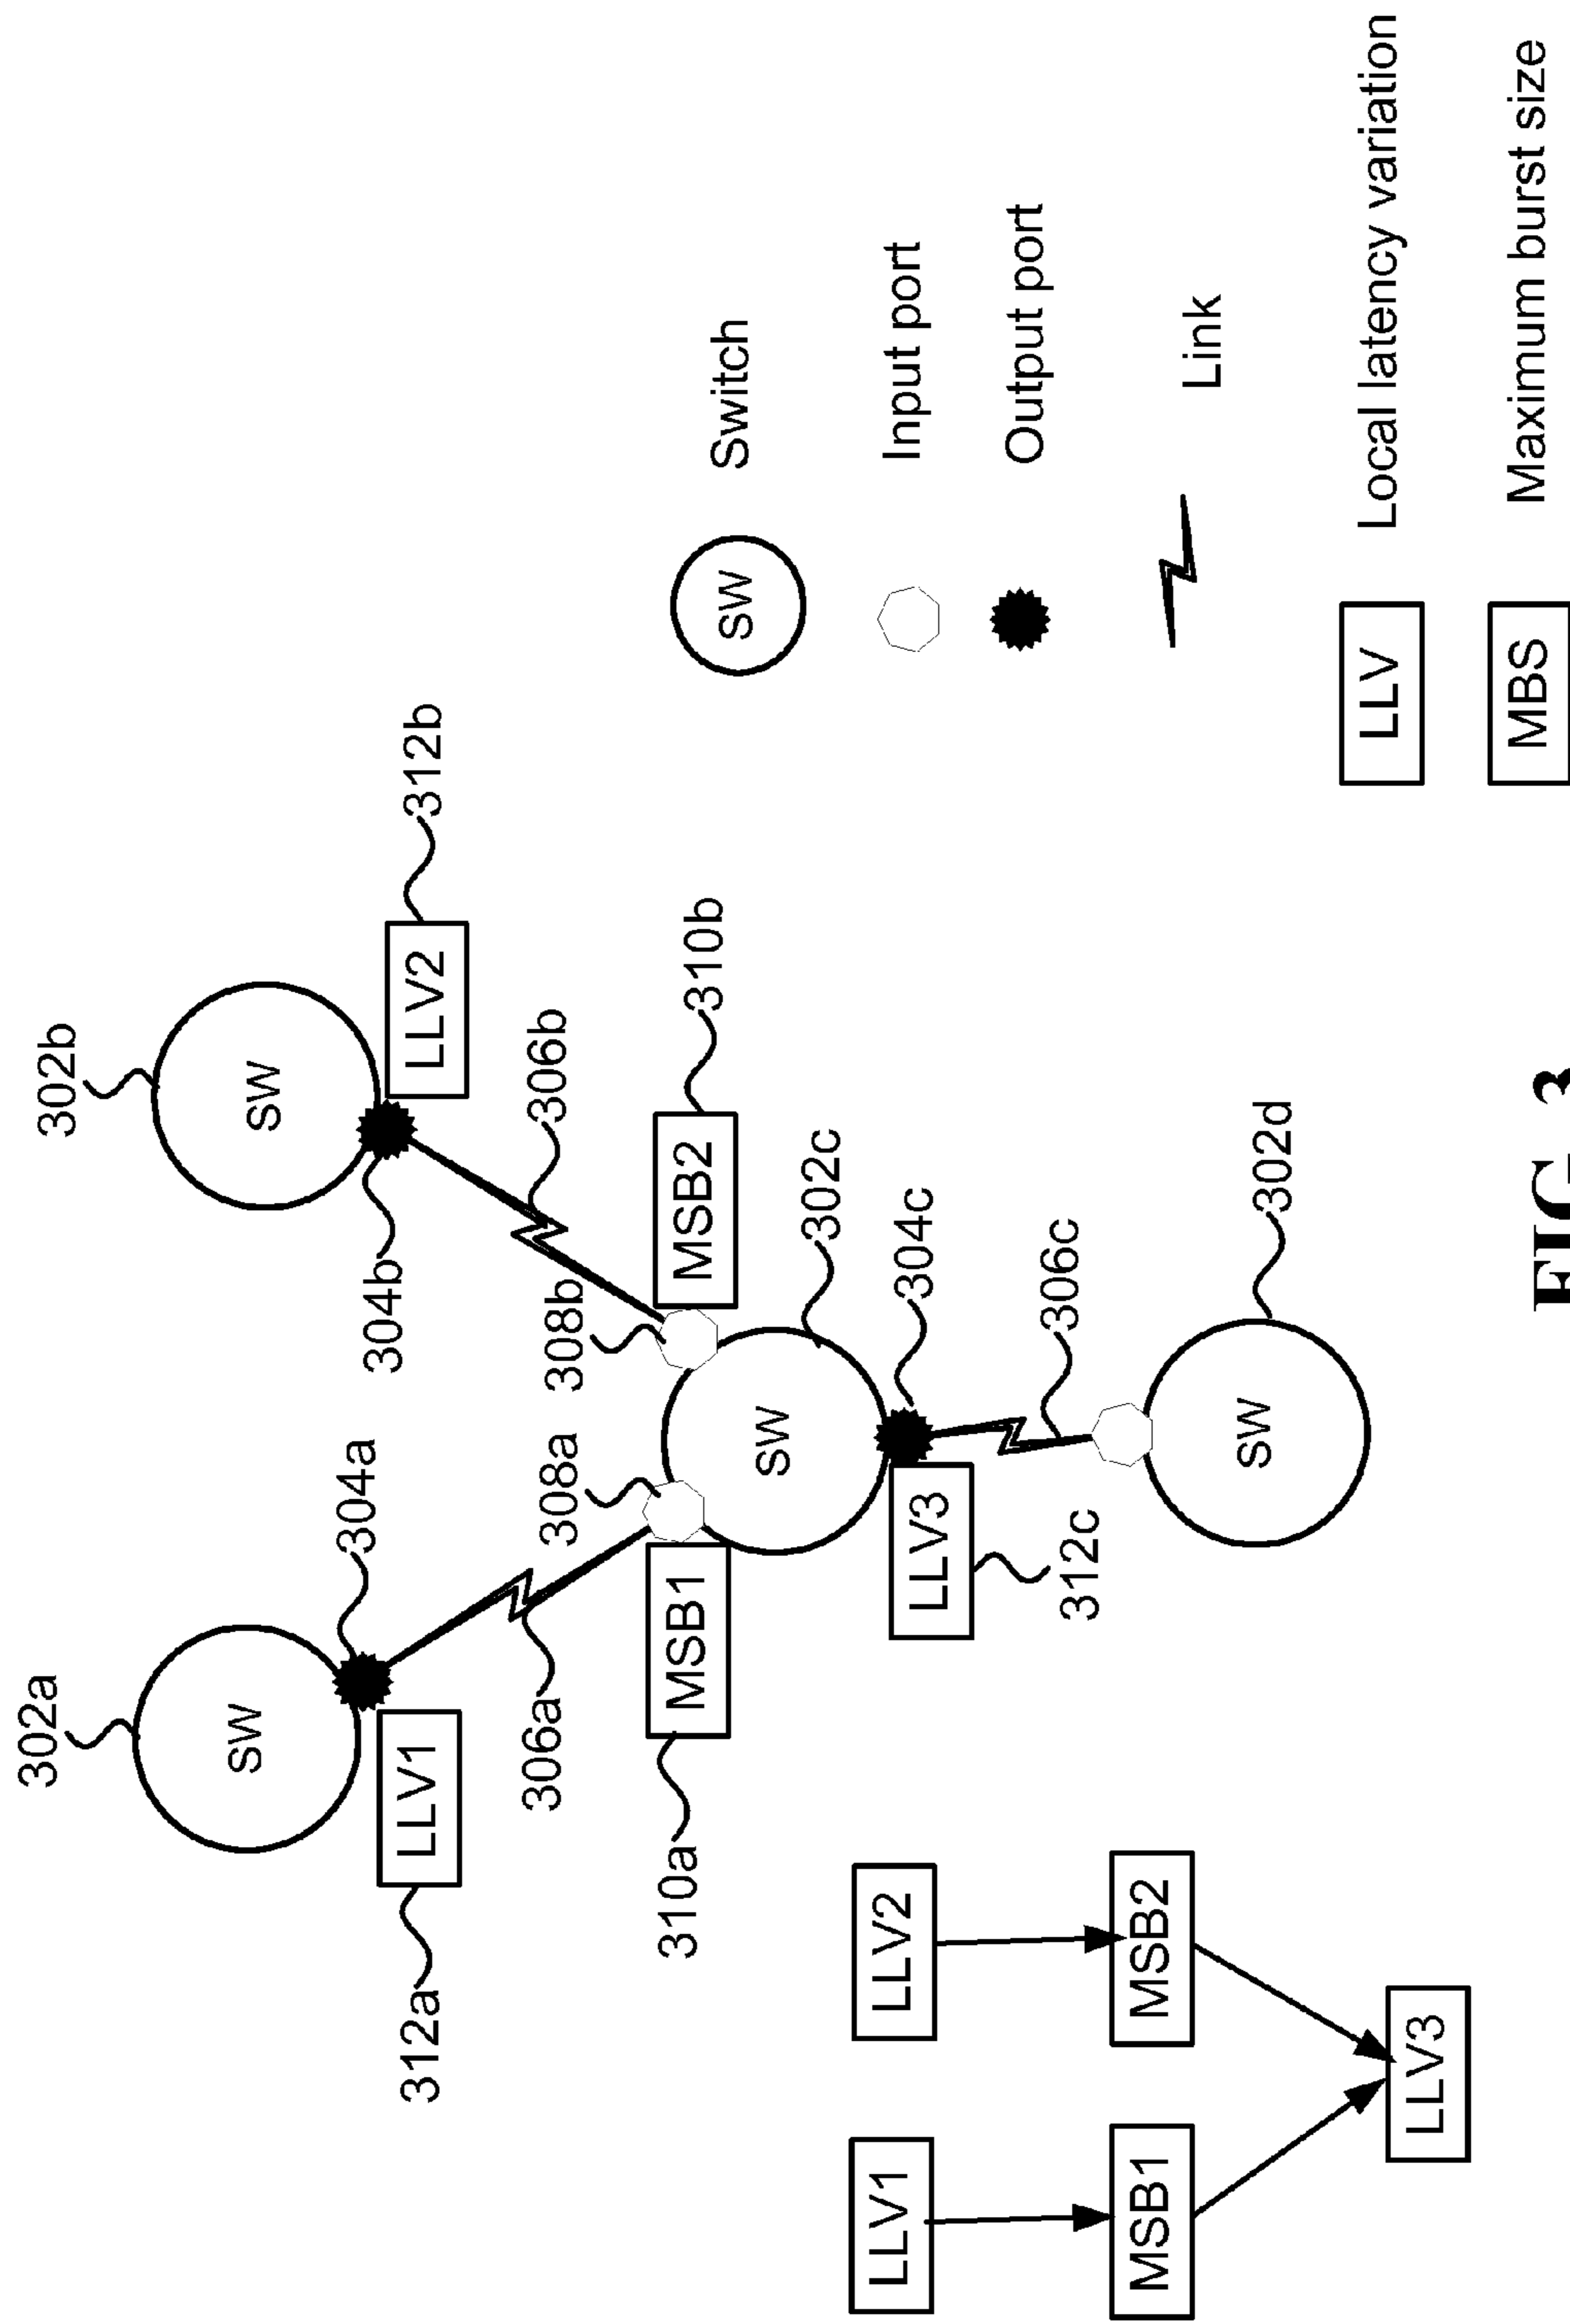 302a
SW
304a
LLV1
312a
306a
302b
SW
304b
LLV2
312b
306b
308a
308b
MSB1
310a
MSB2
310b
SW
302c
304c
LLV3
312c
306c
SW
302d
LLV1
LLV2
MSB1
MSB2
LLV3
SW
Switch
Input port
Output port
Link
LLV
Local latency variation
MBS
Maximum burst size
FIG. 3